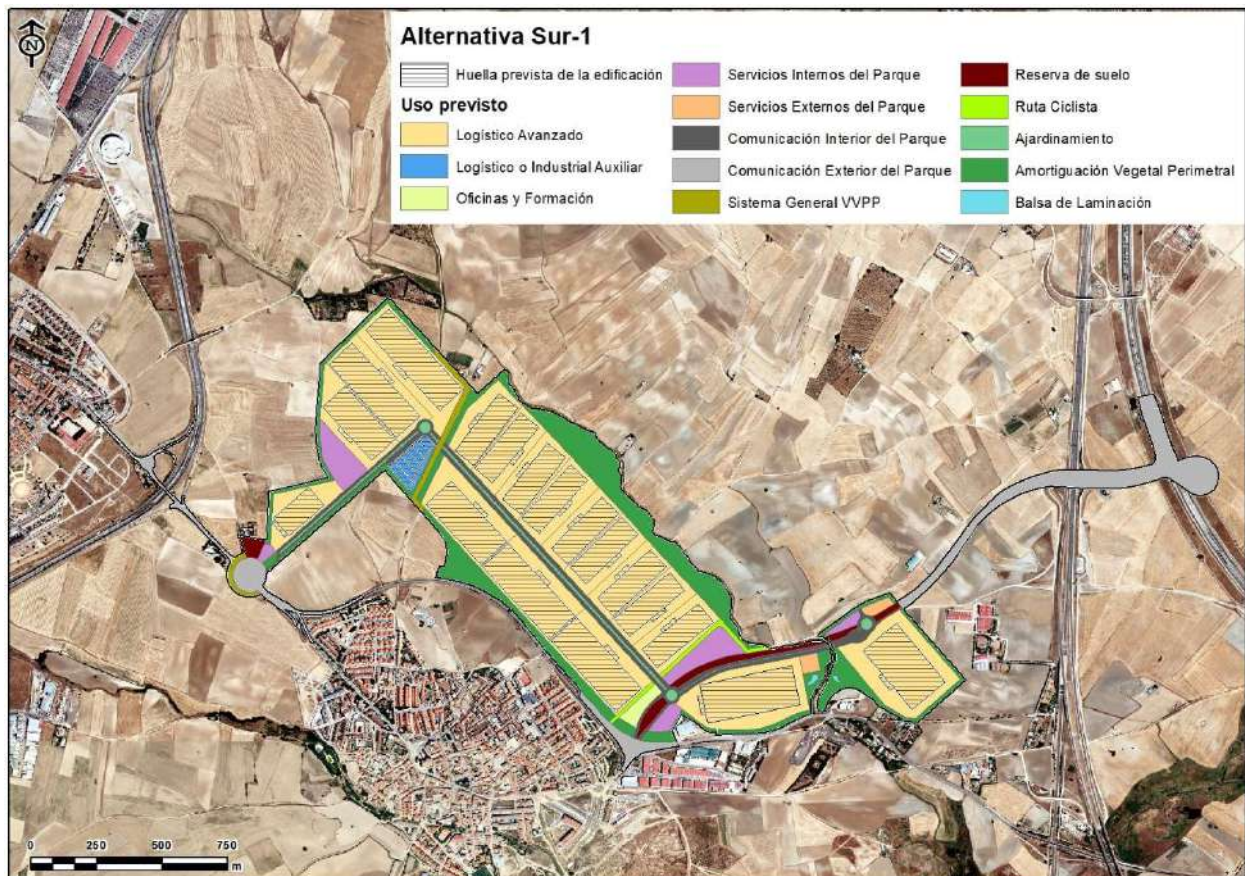 N
Alternativa Sur-1
Huella prevista de la edificación
Uso previsto
Logístico Avanzado
Logístico o Industrial Auxiliar
Oficinas y Formación
Servicios Internos del Parque
Servicios Externos del Parque
Comunicación Interior del Parque
Comunicación Exterior del Parque
Sistema General VVPP
Reserva de suelo
Ruta Ciclista
Ajardinamiento
Amortiguación Vegetal Perimetral
Balsa de Laminación
0 250 500 750
m